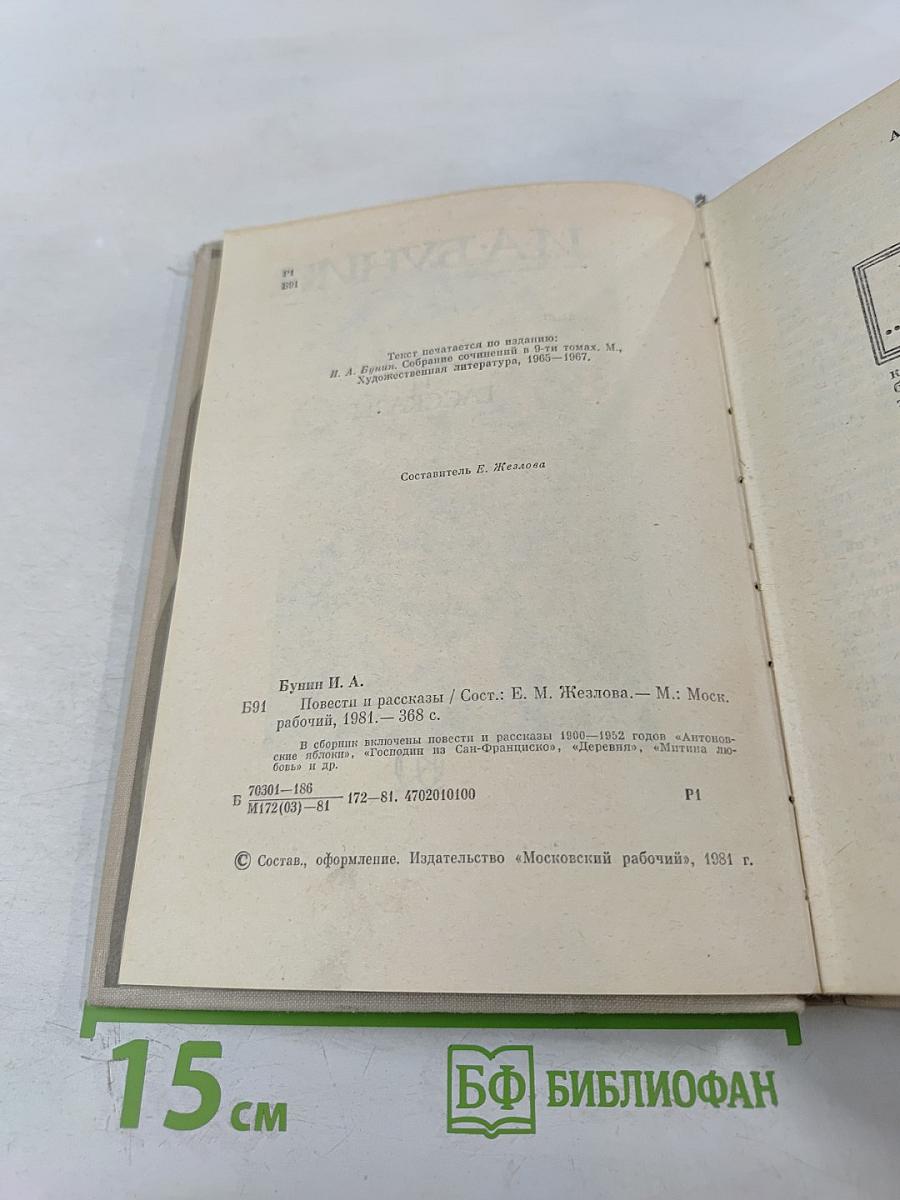 Р1
Б91
Текст печатается по изданию:
И. А. Бунин. Собрание сочинений в 9-ти томах. М.,
Художественная литература, 1965—1967.
Составитель Е. Жезлова
Бунин И. А.
Б91 Повести и рассказы / Сост.: Е. М. Жезлова.— М.: Моск.
рабочий, 1981.— 368 с.
В сборник включены повести и рассказы 1900—1952 годов «Антонов-
ские яблоки», «Господин из Сан-Франциско», «Деревня», «Митина лю-
бовь» и др.
Б 70301—186
М172(03)—81 172—81. 4702010100 Р1
© Состав., оформление. Издательство «Московский рабочий», 1981 г.
15 см
БФ БИБЛИОФАН